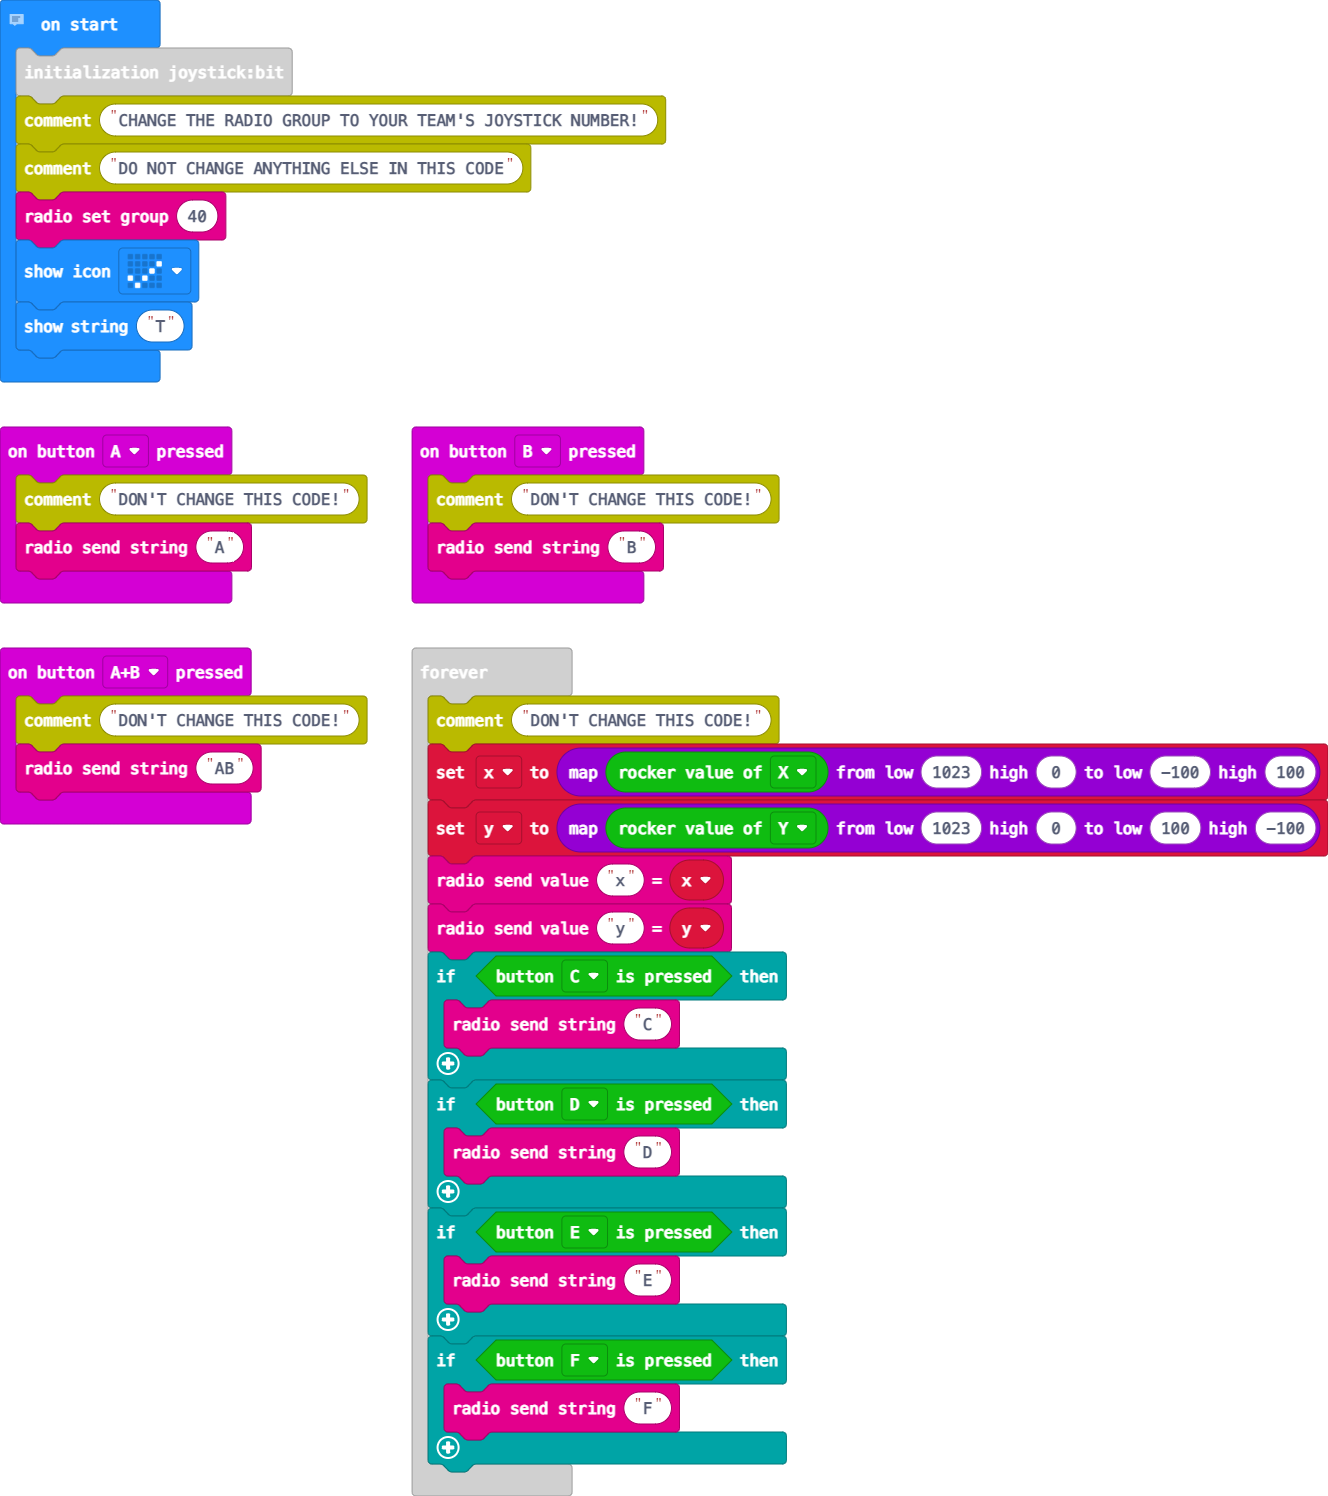 on start
initialization joystick:bit
comment "CHANGE THE RADIO GROUP TO YOUR TEAM'S JOYSTICK NUMBER!"
comment "DO NOT CHANGE ANYTHING ELSE IN THIS CODE"
radio set group 40
show icon
show string "T"
on button A pressed
comment "DON'T CHANGE THIS CODE!"
radio send string "A"
on button B pressed
comment "DON'T CHANGE THIS CODE!"
radio send string "B"
on button A+B pressed
comment "DON'T CHANGE THIS CODE!"
radio send string "AB"
forever
comment "DON'T CHANGE THIS CODE!"
set x to map rocker value of X from low 1023 high 0 to low -100 high 100
set y to map rocker value of Y from low 1023 high 0 to low 100 high -100
radio send value "x" = x
radio send value "y" = y
if button C is pressed then
radio send string "C"
if button D is pressed then
radio send string "D"
if button E is pressed then
radio send string "E"
if button F is pressed then
radio send string "F"